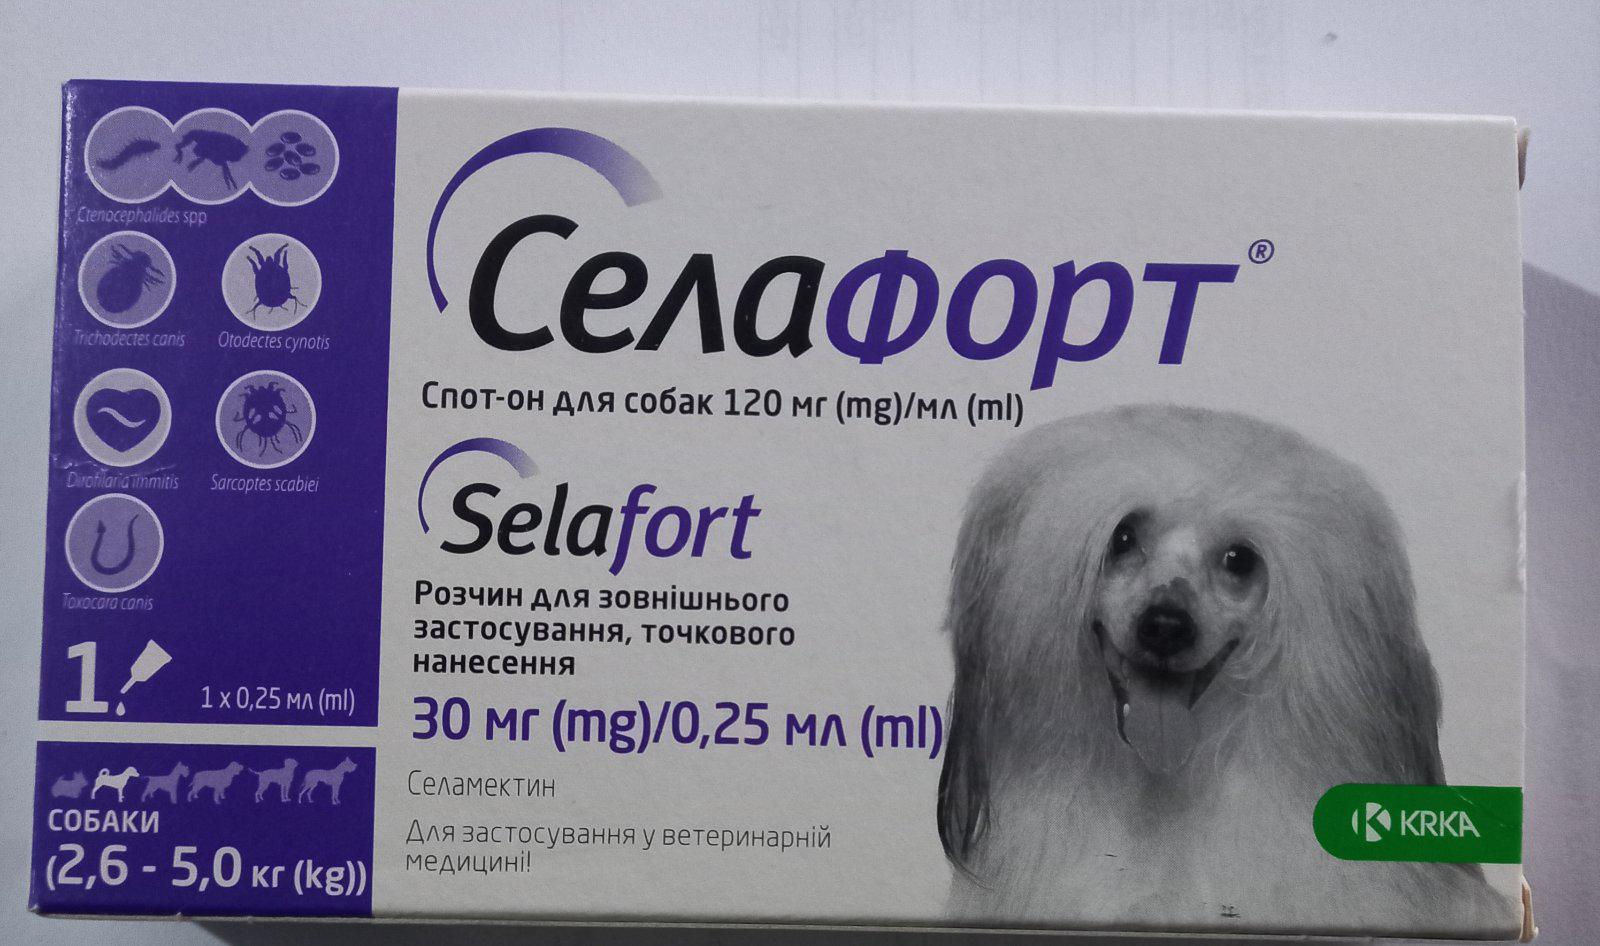 Ctenocephalides spp
Trichodectes canis
Otodectes cynotis
Dirofilaria immitis
Sarcoptes scabiei
Toxocara canis
1
1 x 0,25 мл (ml)
СОБАКИ
(2,6 - 5,0 кг (kg))
Селафорт®
Спот-он для собак 120 мг (mg)/мл (ml)
Selafort
Розчин для зовнішнього
застосування, точкового
нанесення
30 мг (mg)/0,25 мл (ml)
Селамектин
Для застосування у ветеринарній
медицині!
KRKA